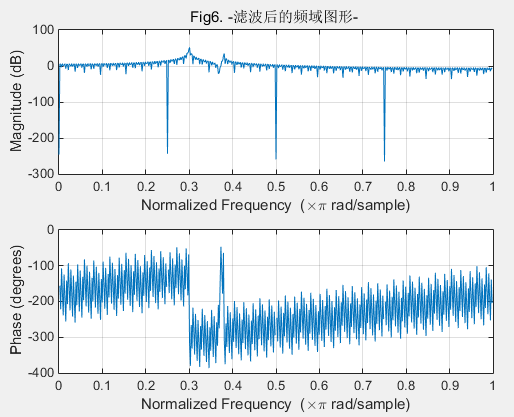 Fig6. -滤波后的频域图形-
Magnitude (dB)
100
0
-100
-200
-300
0 0.1 0.2 0.3 0.4 0.5 0.6 0.7 0.8 0.9 1
Normalized Frequency (×π rad/sample)
Phase (degrees)
0
-100
-200
-300
-400
0 0.1 0.2 0.3 0.4 0.5 0.6 0.7 0.8 0.9 1
Normalized Frequency (×π rad/sample)